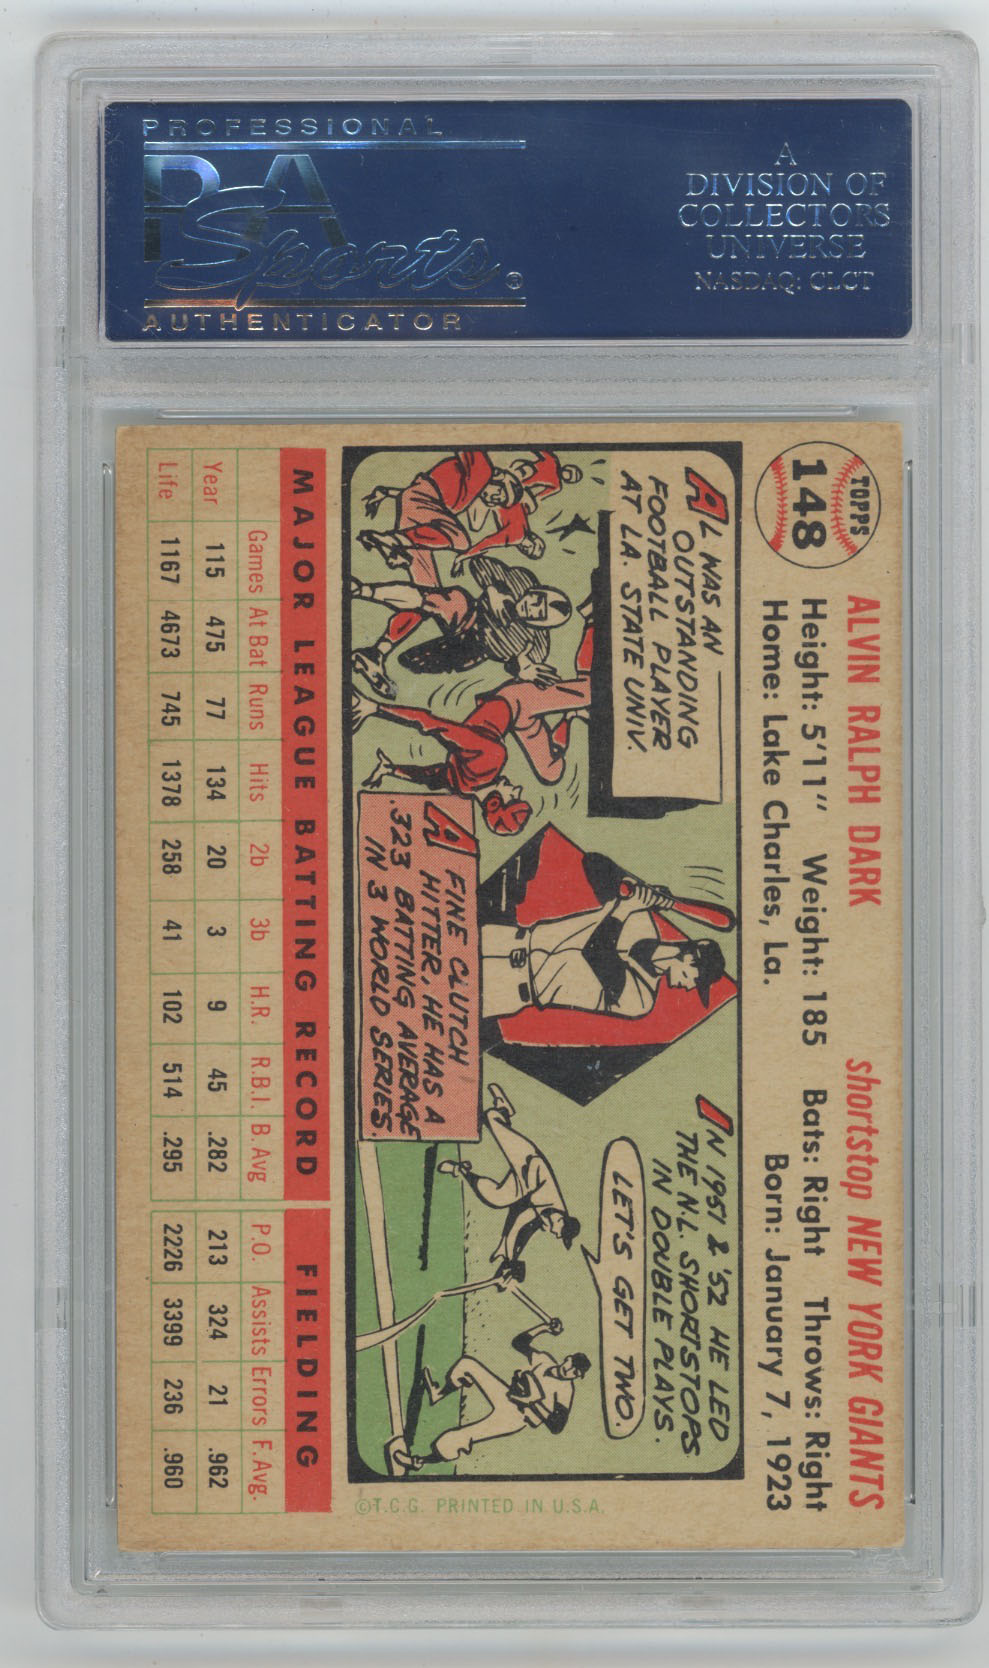 PROFESSIONAL
PSA
Sports®
AUTHENTICATOR
A
DIVISION OF
COLLECTORS
UNIVERSE
NASDAQ: CLCT
TOPPS
148
ALVIN RALPH DARK shortstop NEW YORK GIANTS
Height: 5'11" Weight: 185 Bats: Right Throws: Right
Home: Lake Charles, La. Born: January 7, 1923
AL WAS AN
OUTSTANDING
FOOTBALL PLAYER
AT LA. STATE UNIV.
A FINE CLUTCH
HITTER, HE HAS A
.323 BATTING AVERAGE
IN 3 WORLD SERIES.
IN 1951 & '52 HE LED
THE N.L. SHORTSTOPS
IN DOUBLE PLAYS.
LET'S GET TWO.
©T.C.G. PRINTED IN U.S.A.
MAJOR LEAGUE BATTING RECORD FIELDING
Games At Bat Runs Hits 2b 3b H.R. R.B.I. B.Avg P.O. Assists Errors F.Avg.
Year 115 475 77 134 20 3 9 45 .282 213 324 21 .962
Life 1167 4673 745 1378 258 41 102 514 .295 2226 3399 236 .960